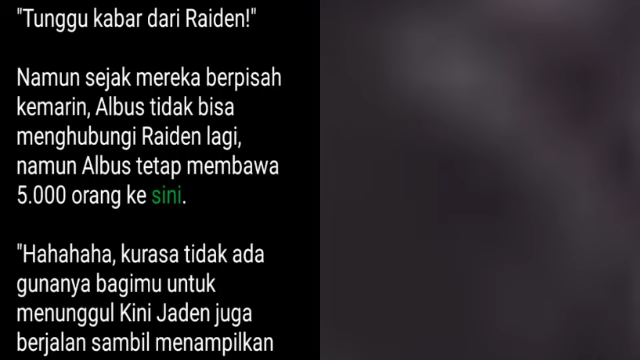 "Tunggu kabar dari Raiden!"
Namun sejak mereka berpisah
kemarin, Albus tidak bisa
menghubungi Raiden lagi,
namun Albus tetap membawa
5.000 orang ke sini.
"Hahahaha, kurasa tidak ada
gunanya bagimu untuk
menunggul Kini Jaden juga
berjalan sambil menampilkan